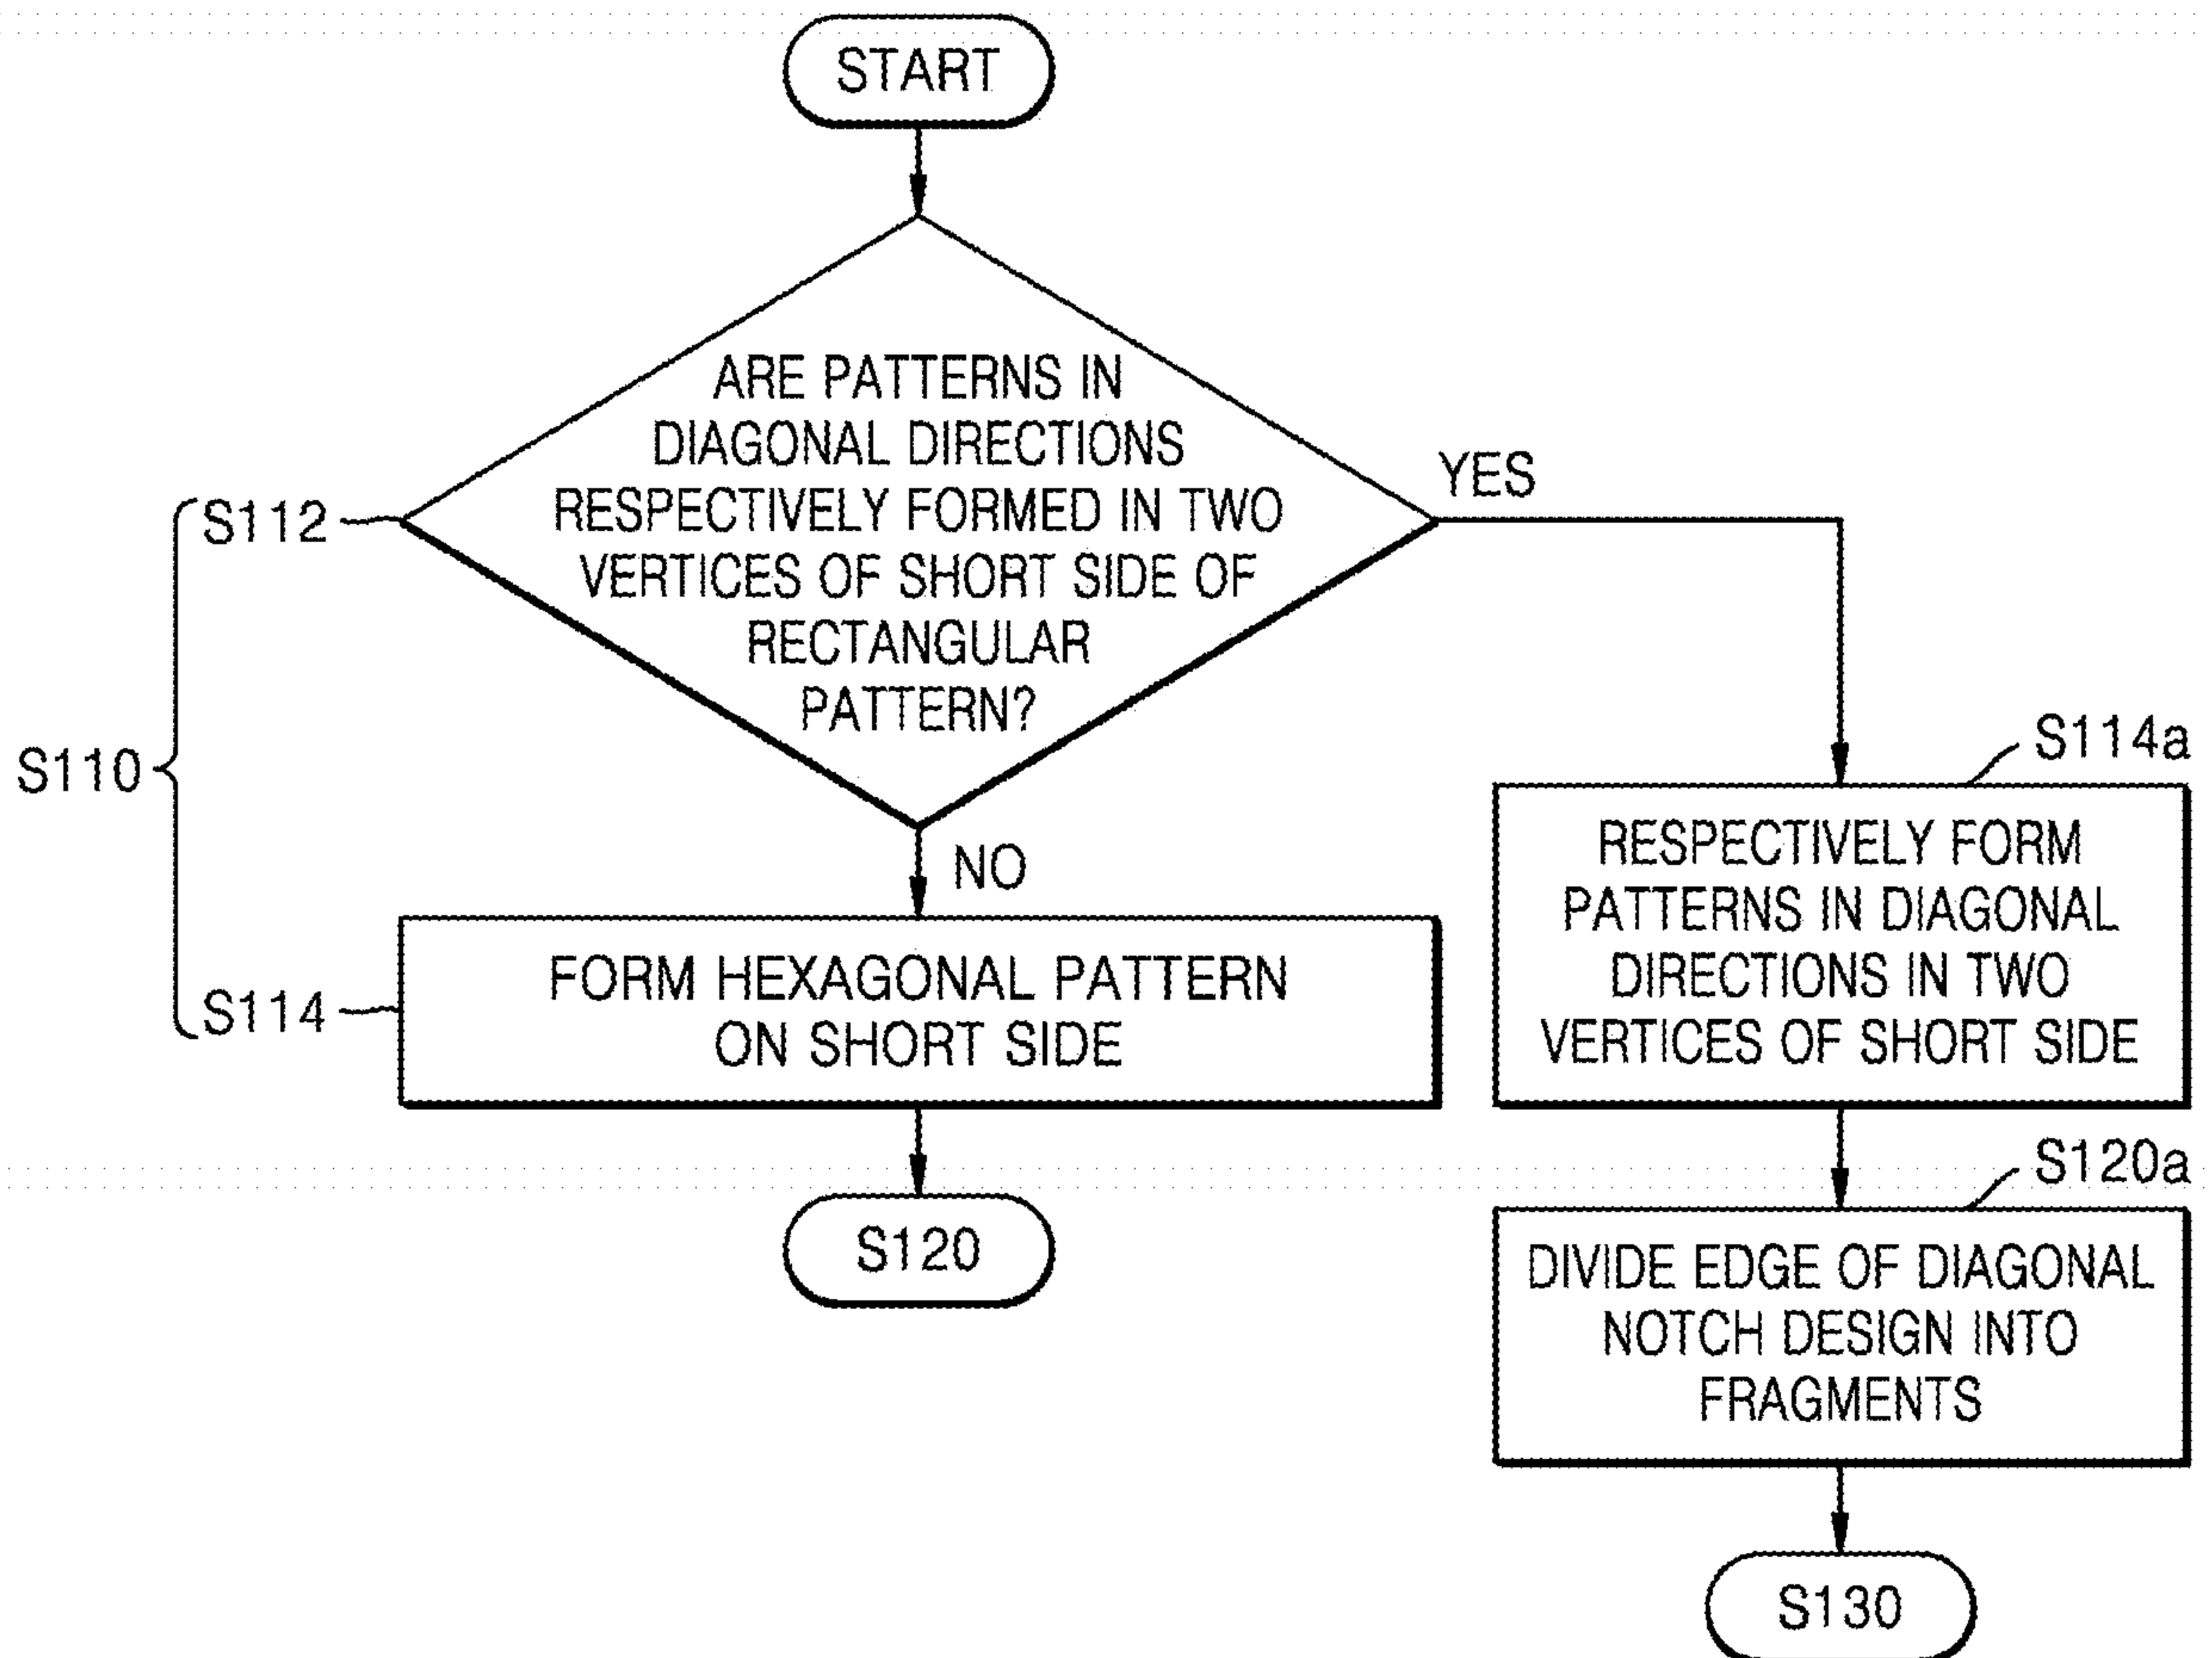 START
ARE PATTERNS IN
DIAGONAL DIRECTIONS
RESPECTIVELY FORMED IN TWO
VERTICES OF SHORT SIDE OF
RECTANGULAR
PATTERN?
YES
S112
S110
S114a
RESPECTIVELY FORM
PATTERNS IN DIAGONAL
DIRECTIONS IN TWO
VERTICES OF SHORT SIDE
NO
FORM HEXAGONAL PATTERN
ON SHORT SIDE
S114
S120a
S120
DIVIDE EDGE OF DIAGONAL
NOTCH DESIGN INTO
FRAGMENTS
S130